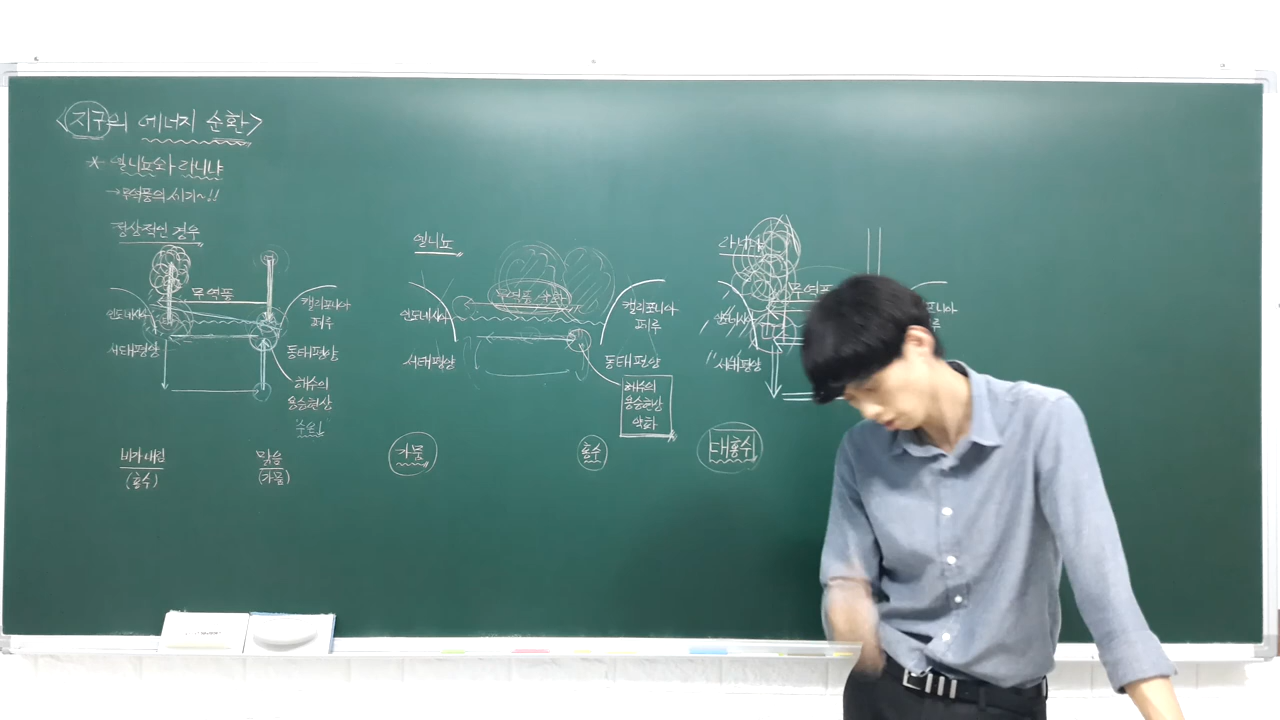 <지구의 에너지 순환>
* 엘니뇨와 라니냐
→무역풍의 세기~!!
정상적인 경우
무역풍
인도네시아
캘리포니아
페루
서태평양
동태평양
해수의
용승현상
비가 내림
(홍수)
맑음
(가뭄)
엘니뇨
무역풍 약화
인도네시아
캘리포니아
페루
서태평양
동태평양
해수의
용승현상
약화
가뭄
홍수
라니냐
무역풍
인도네시아
서태평양
대홍수